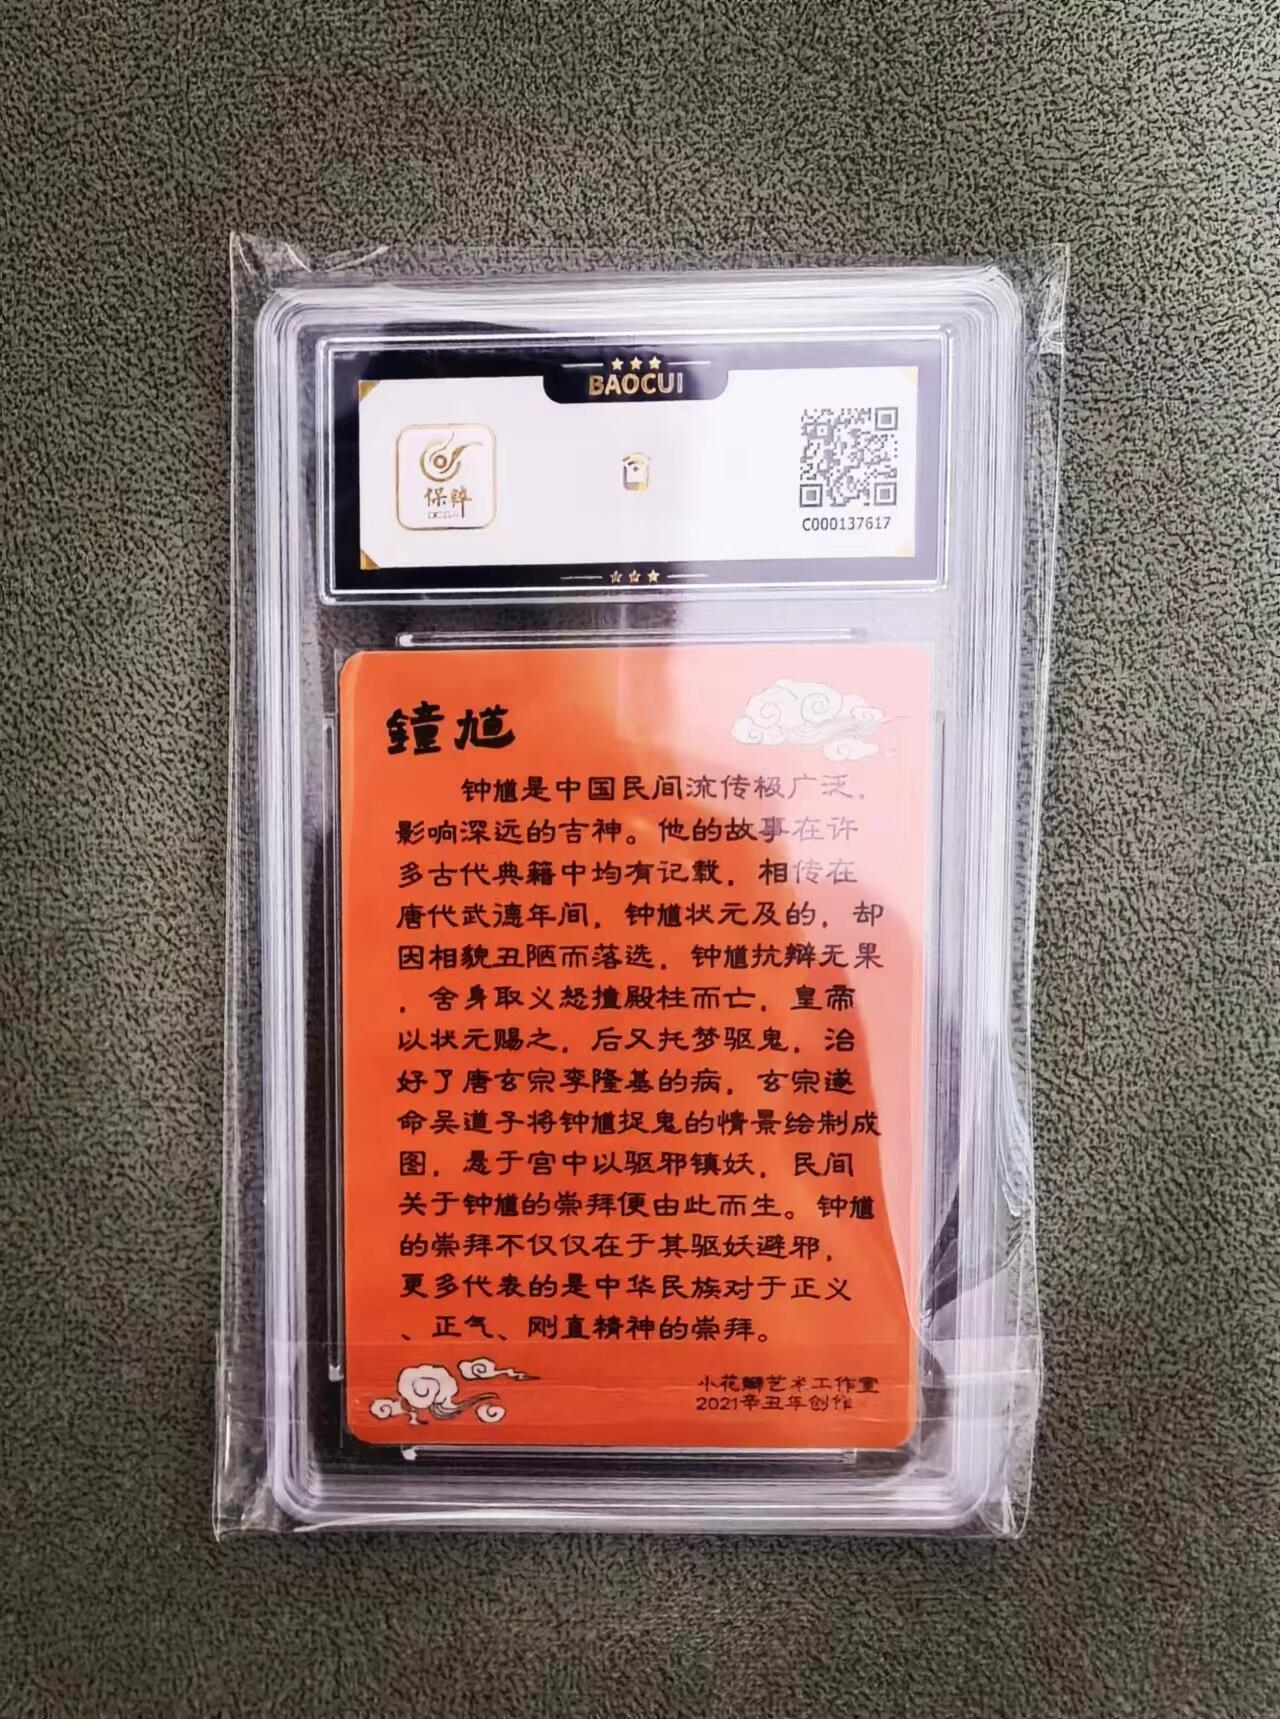 BAOCUI
保粹
C000137617
鐘馗
钟馗是中国民间流传极广泛，
影响深远的吉神。他的故事在许
多古代典籍中均有记载，相传在
唐代武德年间，钟馗状元及的，却
因相貌丑陋而落选，钟馗抗辩无果
，舍身取义怒撞殿柱而亡，皇帝
以状元赐之，后又托梦驱鬼，治
好了唐玄宗李隆基的病，玄宗遂
命吴道子将钟馗捉鬼的情景绘制成
图，悬于宫中以驱邪镇妖，民间
关于钟馗的崇拜便由此而生。钟馗
的崇拜不仅仅在于其驱妖避邪，
更多代表的是中华民族对于正义
、正气、刚直精神的崇拜。
小花瓣艺术工作室
2021辛丑年创作